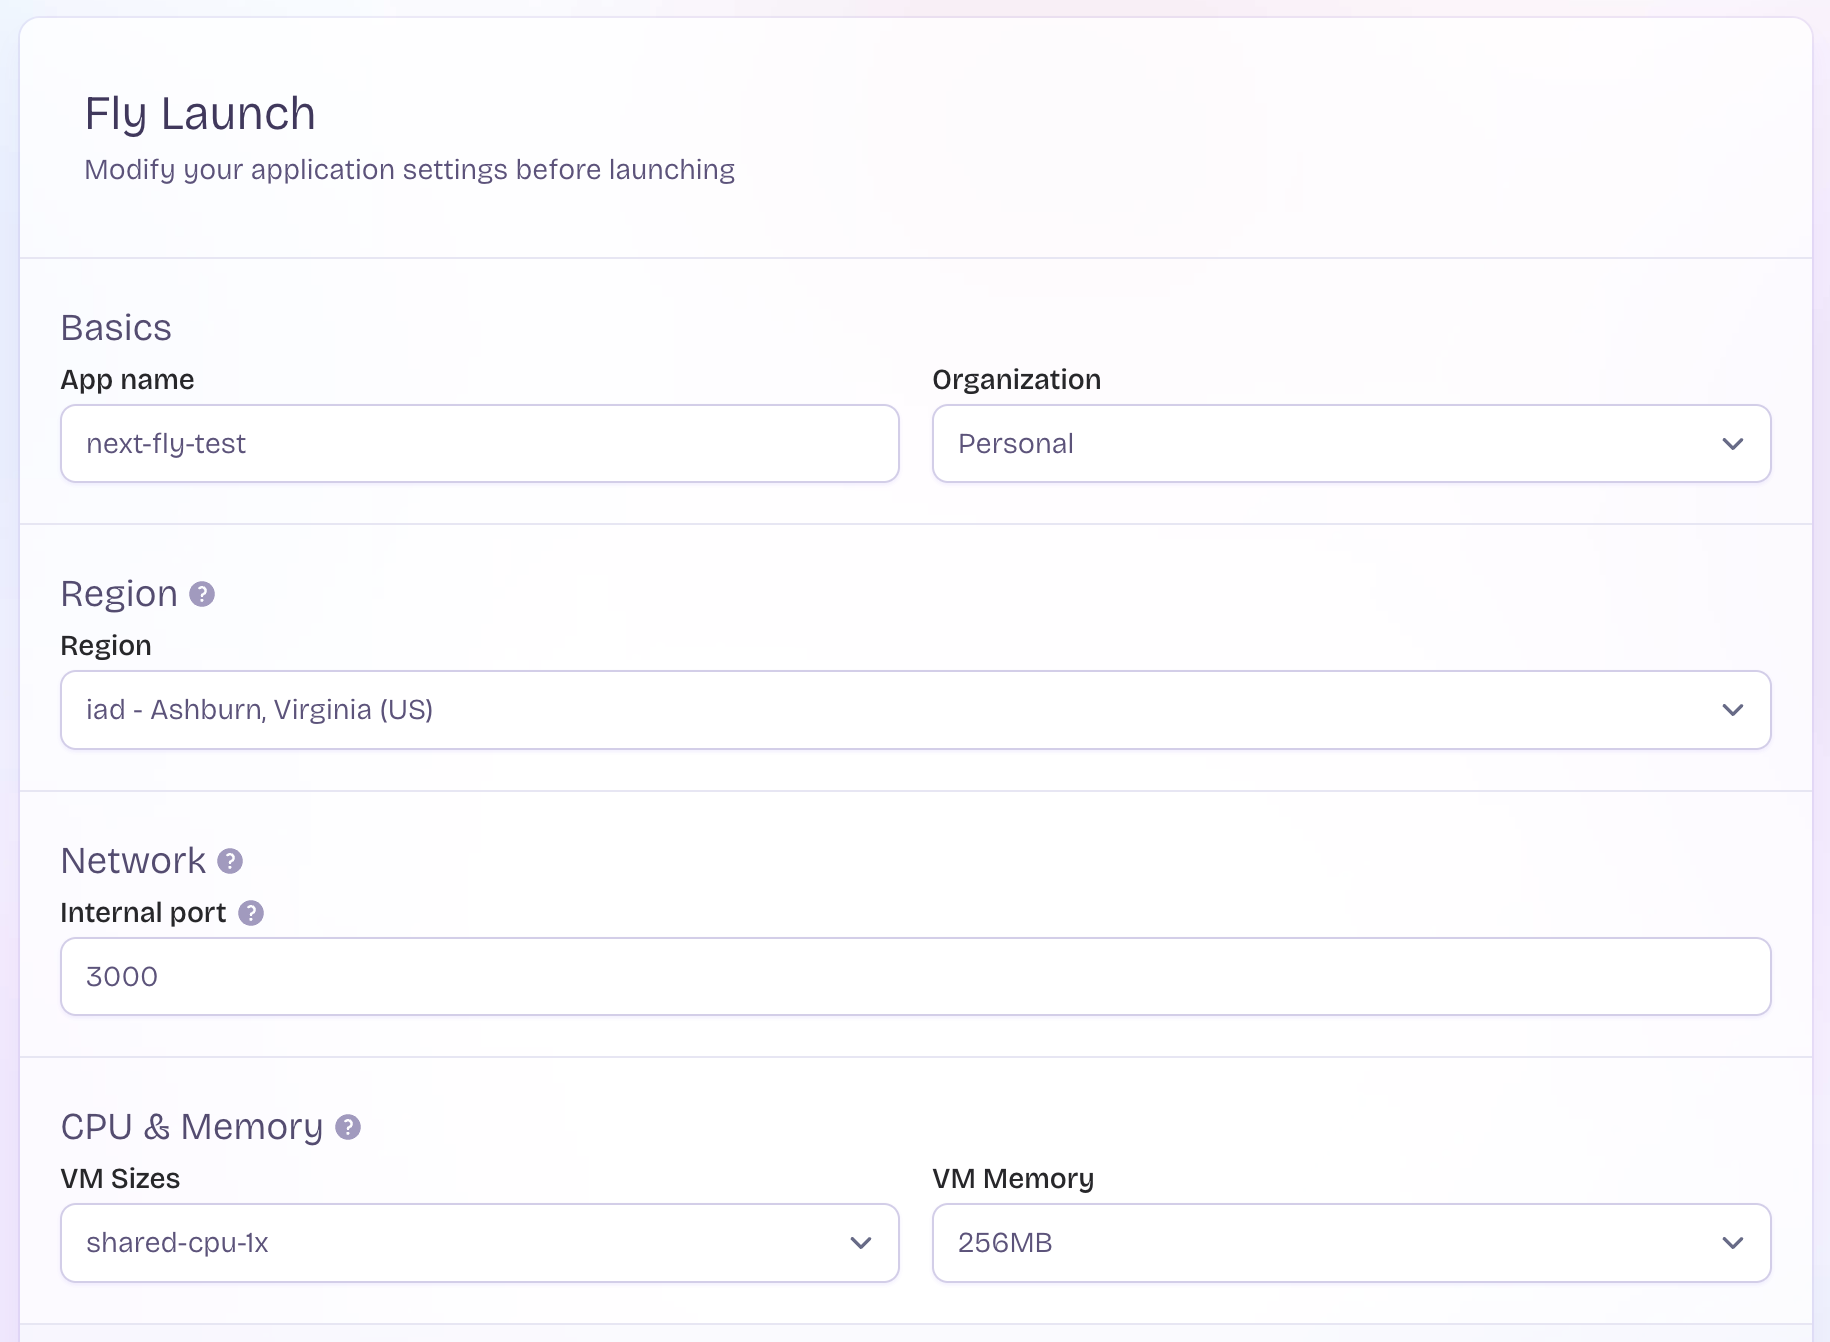 Fly Launch
Modify your application settings before launching
Basics
App name
next-fly-test
Organization
Personal
Region ?
Region
iad - Ashburn, Virginia (US)
Network ?
Internal port ?
3000
CPU & Memory ?
VM Sizes
shared-cpu-1x
VM Memory
256MB